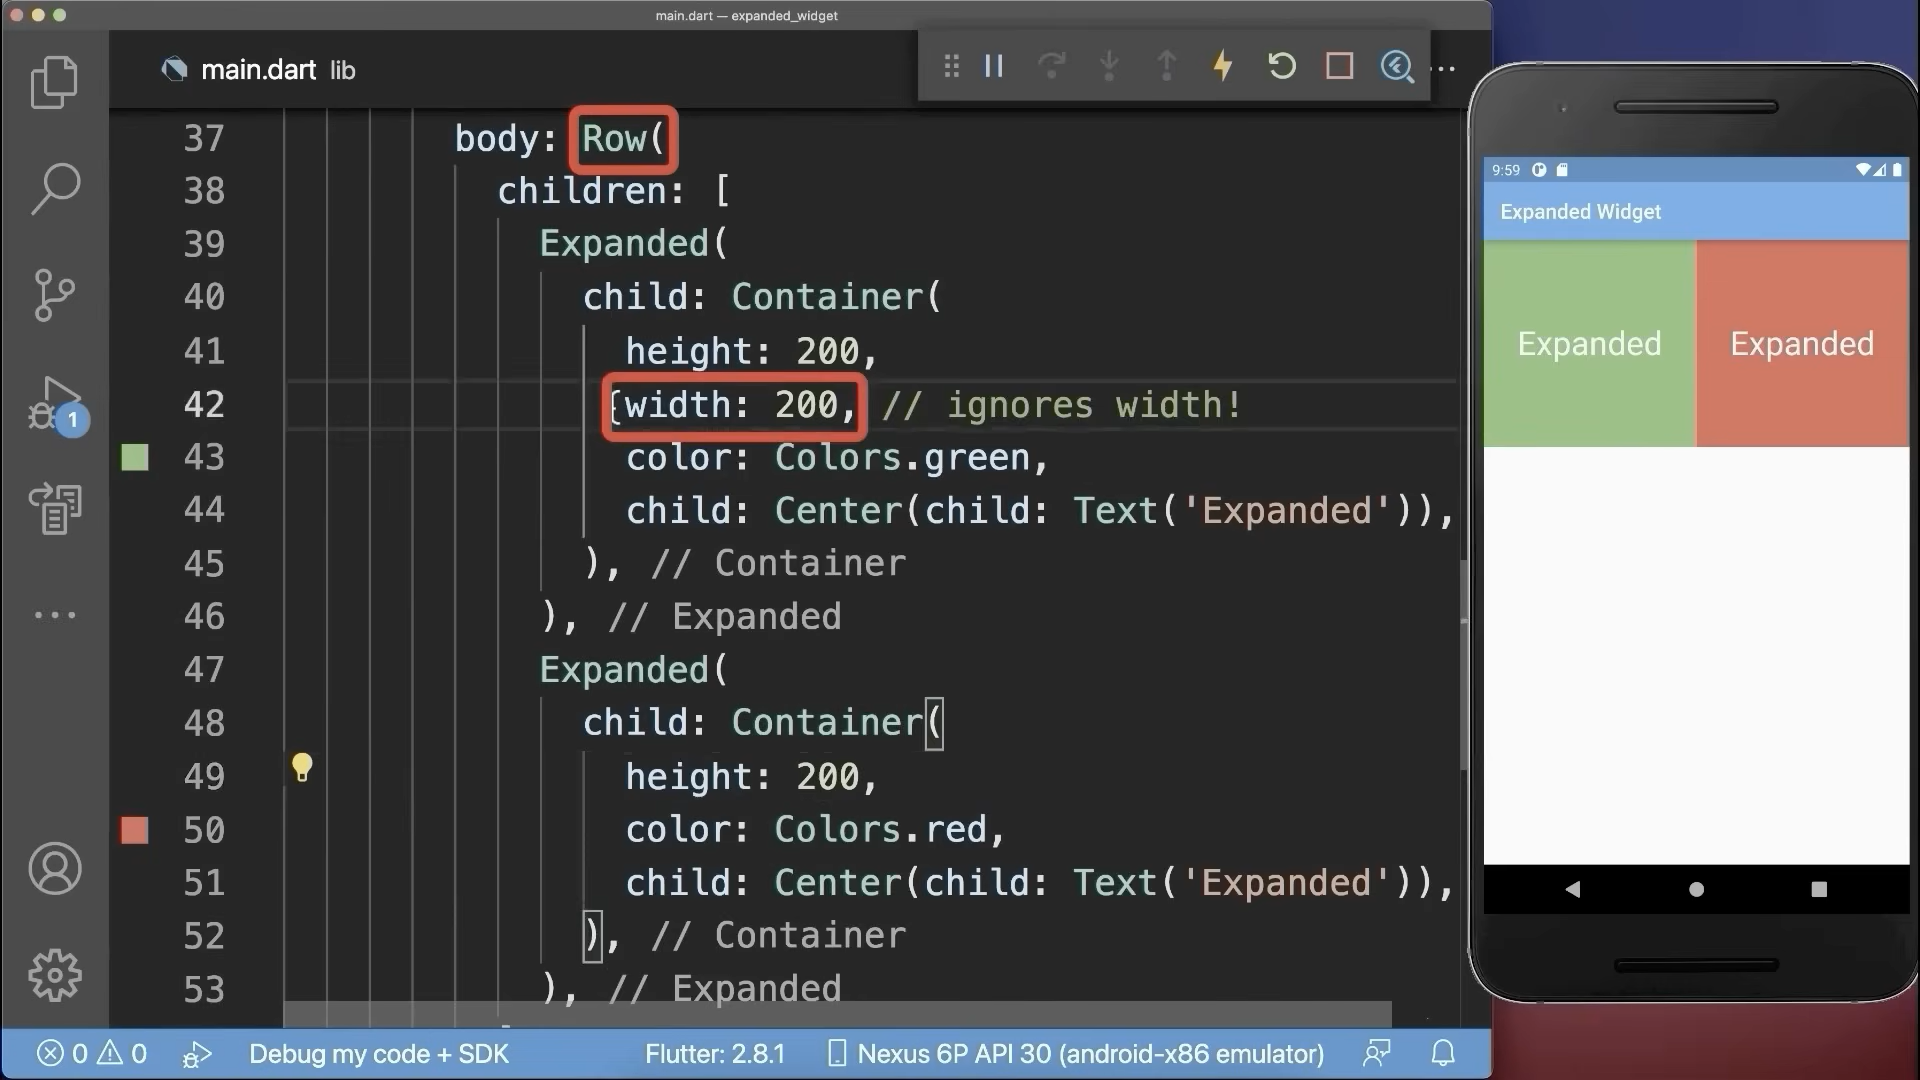 main.dart — expanded_widget
main.dart lib
37 body: Row(
38 children: [
39 Expanded(
40 child: Container(
41 height: 200,
42 width: 200, // ignores width!
43 color: Colors.green,
44 child: Center(child: Text('Expanded')),
45 ), // Container
46 ), // Expanded
47 Expanded(
48 child: Container(
49 height: 200,
50 color: Colors.red,
51 child: Center(child: Text('Expanded')),
52 ), // Container
53 ), // Expanded
1
0 0 Debug my code + SDK Flutter: 2.8.1 Nexus 6P API 30 (android-x86 emulator)
9:59
Expanded Widget
Expanded Expanded